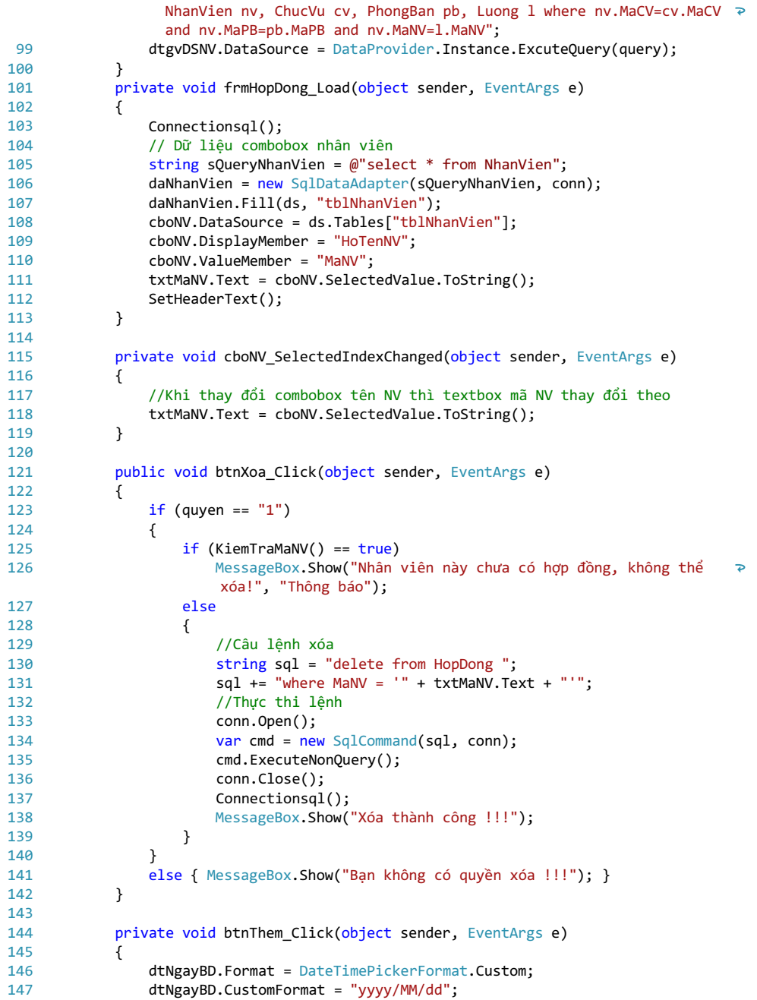 NhanVien nv, ChucVu cv, PhongBan pb, Luong l where nv.MaCV=cv.MaCV
and nv.MaPB=pb.MaPB and nv.MaNV=l.MaNV";
99 dtgvDSNV.DataSource = DataProvider.Instance.ExcuteQuery(query);
100 }
101 private void frmHopDong_Load(object sender, EventArgs e)
102 {
103 Connectionsql();
104 // Dữ liệu combobox nhân viên
105 string sQueryNhanVien = @"select * from NhanVien";
106 daNhanVien = new SqlDataAdapter(sQueryNhanVien, conn);
107 daNhanVien.Fill(ds, "tblNhanVien");
108 cboNV.DataSource = ds.Tables["tblNhanVien"];
109 cboNV.DisplayMember = "HoTenNV";
110 cboNV.ValueMember = "MaNV";
111 txtMaNV.Text = cboNV.SelectedValue.ToString();
112 SetHeaderText();
113 }
114
115 private void cboNV_SelectedIndexChanged(object sender, EventArgs e)
116 {
117 //Khi thay đổi combobox tên NV thì textbox mã NV thay đổi theo
118 txtMaNV.Text = cboNV.SelectedValue.ToString();
119 }
120
121 public void btnXoa_Click(object sender, EventArgs e)
122 {
123 if (quyen == "1")
124 {
125 if (KiemTraMaNV() == true)
126 MessageBox.Show("Nhân viên này chưa có hợp đồng, không thể
xóa!", "Thông báo");
127 else
128 {
129 //Câu lệnh xóa
130 string sql = "delete from HopDong ";
131 sql += "where MaNV = '" + txtMaNV.Text + "'";
132 //Thực thi lệnh
133 conn.Open();
134 var cmd = new SqlCommand(sql, conn);
135 cmd.ExecuteNonQuery();
136 conn.Close();
137 Connectionsql();
138 MessageBox.Show("Xóa thành công !!!");
139 }
140 }
141 else { MessageBox.Show("Bạn không có quyền xóa !!!"); }
142 }
143
144 private void btnThem_Click(object sender, EventArgs e)
145 {
146 dtNgayBD.Format = DateTimePickerFormat.Custom;
147 dtNgayBD.CustomFormat = "yyyy/MM/dd";